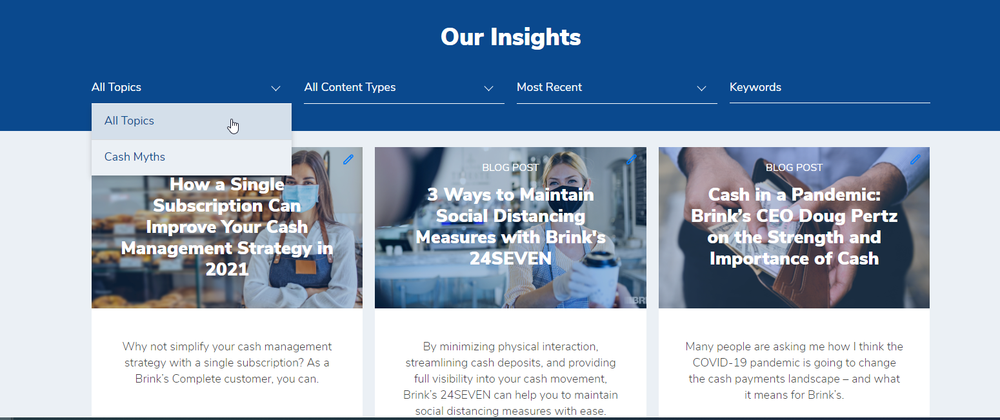 Our Insights
All Topics
All Content Types
Most Recent
Keywords
All Topics
Cash Myths
How a Single
Subscription Can
Improve Your Cash
Management Strategy in
2021
Why not simplify your cash management
strategy with a single subscription? As a
Brink’s Complete customer, you can.
BLOG POST
3 Ways to Maintain
Social Distancing
Measures with Brink's
24SEVEN
BRI
By minimizing physical interaction,
streamlining cash deposits, and providing
full visibility into your cash movement,
Brink’s 24SEVEN can help you to maintain
social distancing measures with ease.
BLOG POST
Cash in a Pandemic:
Brink’s CEO Doug Pertz
on the Strength and
Importance of Cash
Many people are asking me how I think the
COVID-19 pandemic is going to change
the cash payments landscape – and what
it means for Brink’s.